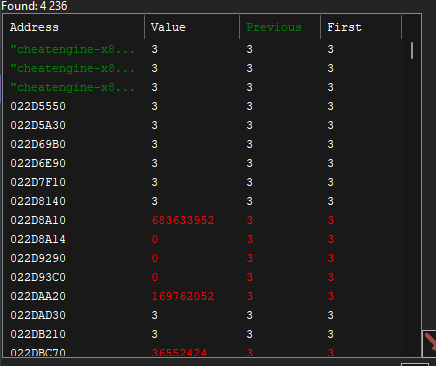 Found: 4 236
Address Value Previous First
"cheatengine-x8... 3 3 3
"cheatengine-x8... 3 3 3
"cheatengine-x8... 3 3 3
022D5550 3 3 3
022D5A30 3 3 3
022D69B0 3 3 3
022D6E90 3 3 3
022D7F10 3 3 3
022D8140 3 3 3
022D8A10 683633952 3 3
022D8A14 0 3 3
022D9290 0 3 3
022D93C0 0 3 3
022DAA20 169762052 3 3
022DAD30 3 3 3
022DB210 3 3 3
022DBC70 36552424 3 3